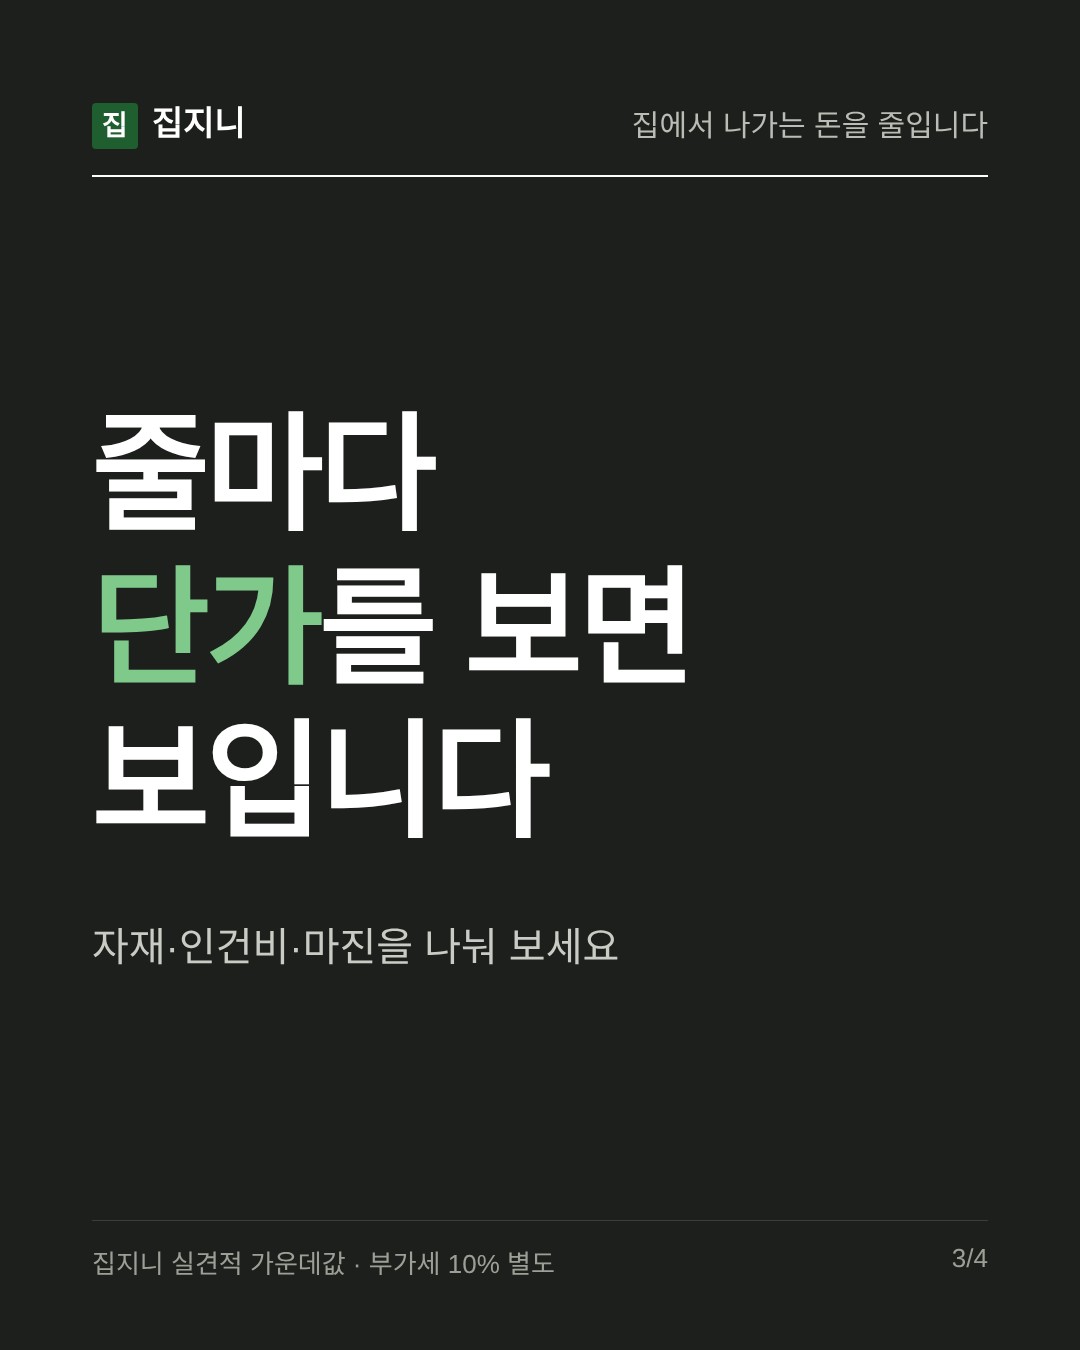 집 집지니
집에서 나가는 돈을 줄입니다
줄마다
단가를 보면
보입니다
자재·인건비·마진을 나눠 보세요
집지니 실견적 가운데값 · 부가세 10% 별도
3/4